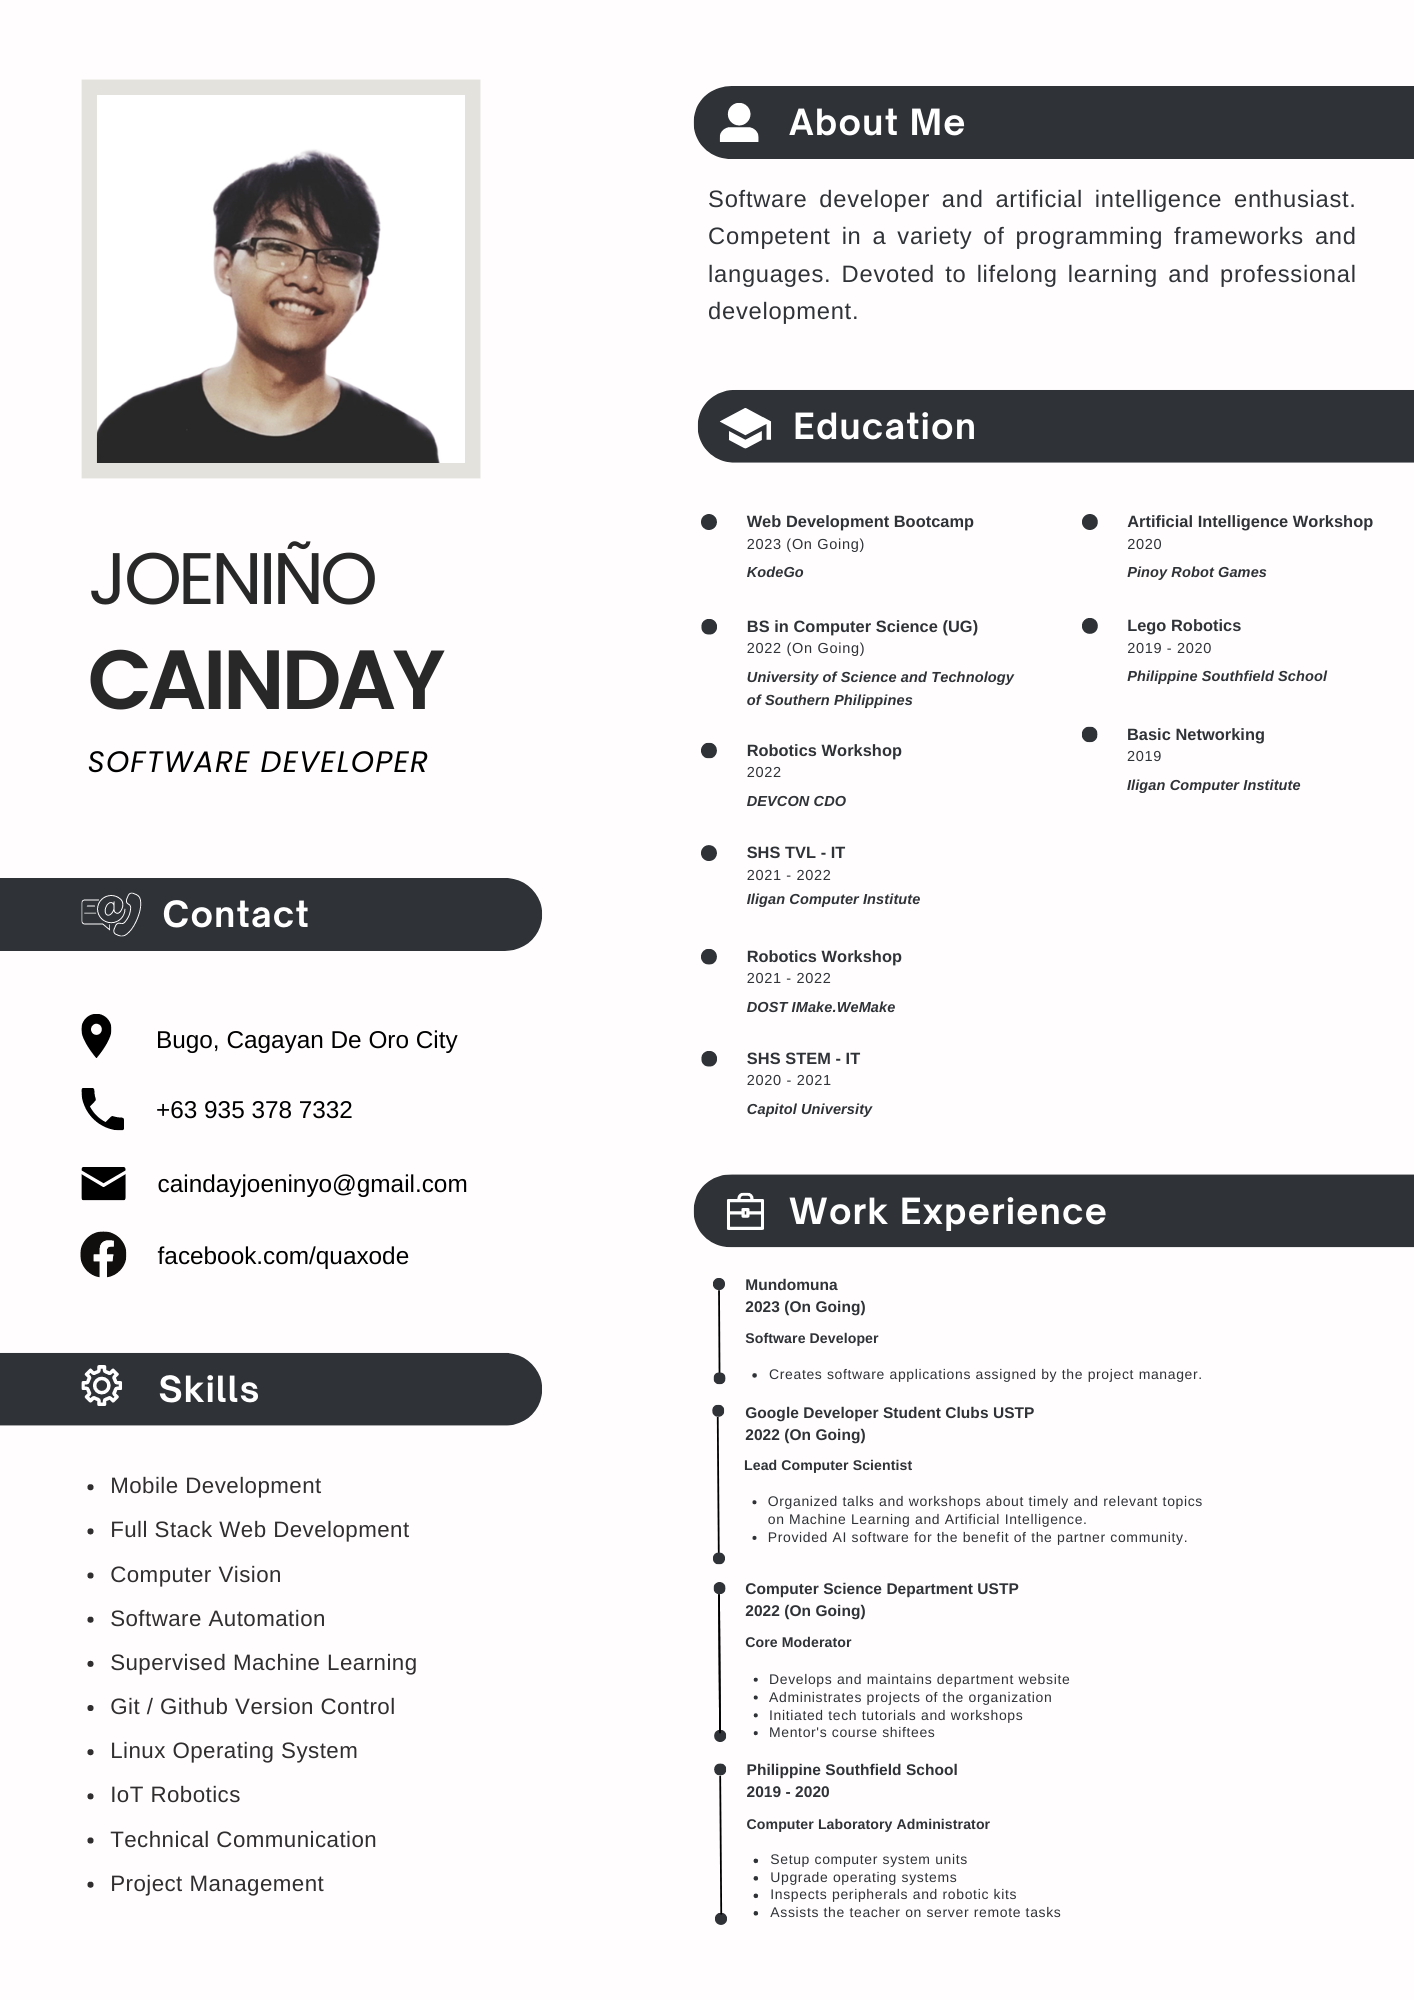 JOENIÑO
CAINDAY
SOFTWARE DEVELOPER
Contact
Bugo, Cagayan De Oro City
+63 935 378 7332
caindayjoeninyo@gmail.com
facebook.com/quaxode
Skills
• Mobile Development
• Full Stack Web Development
• Computer Vision
• Software Automation
• Supervised Machine Learning
• Git / Github Version Control
• Linux Operating System
• IoT Robotics
• Technical Communication
• Project Management
About Me
Software developer and artificial intelligence enthusiast.
Competent in a variety of programming frameworks and
languages. Devoted to lifelong learning and professional
development.
Education
Web Development Bootcamp
2023 (On Going)
KodeGo
BS in Computer Science (UG)
2022 (On Going)
University of Science and Technology
of Southern Philippines
Robotics Workshop
2022
DEVCON CDO
SHS TVL - IT
2021 - 2022
Iligan Computer Institute
Robotics Workshop
2021 - 2022
DOST IMake.WeMake
SHS STEM - IT
2020 - 2021
Capitol University
Artificial Intelligence Workshop
2020
Pinoy Robot Games
Lego Robotics
2019 - 2020
Philippine Southfield School
Basic Networking
2019
Iligan Computer Institute
Work Experience
Mundomuna
2023 (On Going)
Software Developer
• Creates software applications assigned by the project manager.
Google Developer Student Clubs USTP
2022 (On Going)
Lead Computer Scientist
• Organized talks and workshops about timely and relevant topics
on Machine Learning and Artificial Intelligence.
• Provided AI software for the benefit of the partner community.
Computer Science Department USTP
2022 (On Going)
Core Moderator
• Develops and maintains department website
• Administrates projects of the organization
• Initiated tech tutorials and workshops
• Mentor's course shiftees
Philippine Southfield School
2019 - 2020
Computer Laboratory Administrator
• Setup computer system units
• Upgrade operating systems
• Inspects peripherals and robotic kits
• Assists the teacher on server remote tasks